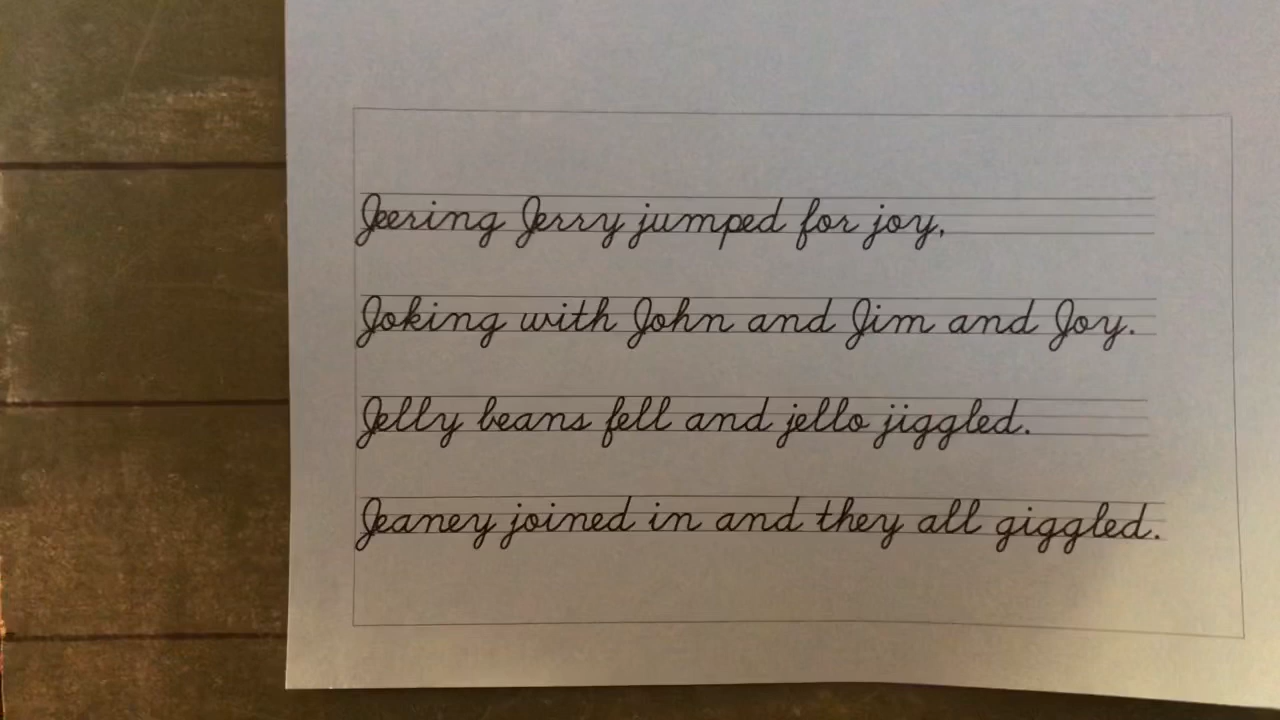 Jeering Jerry jumped for joy,
Joking with John and Jim and Joy.
Jelly beans fell and jello jiggled.
Jeaney joined in and they all giggled.